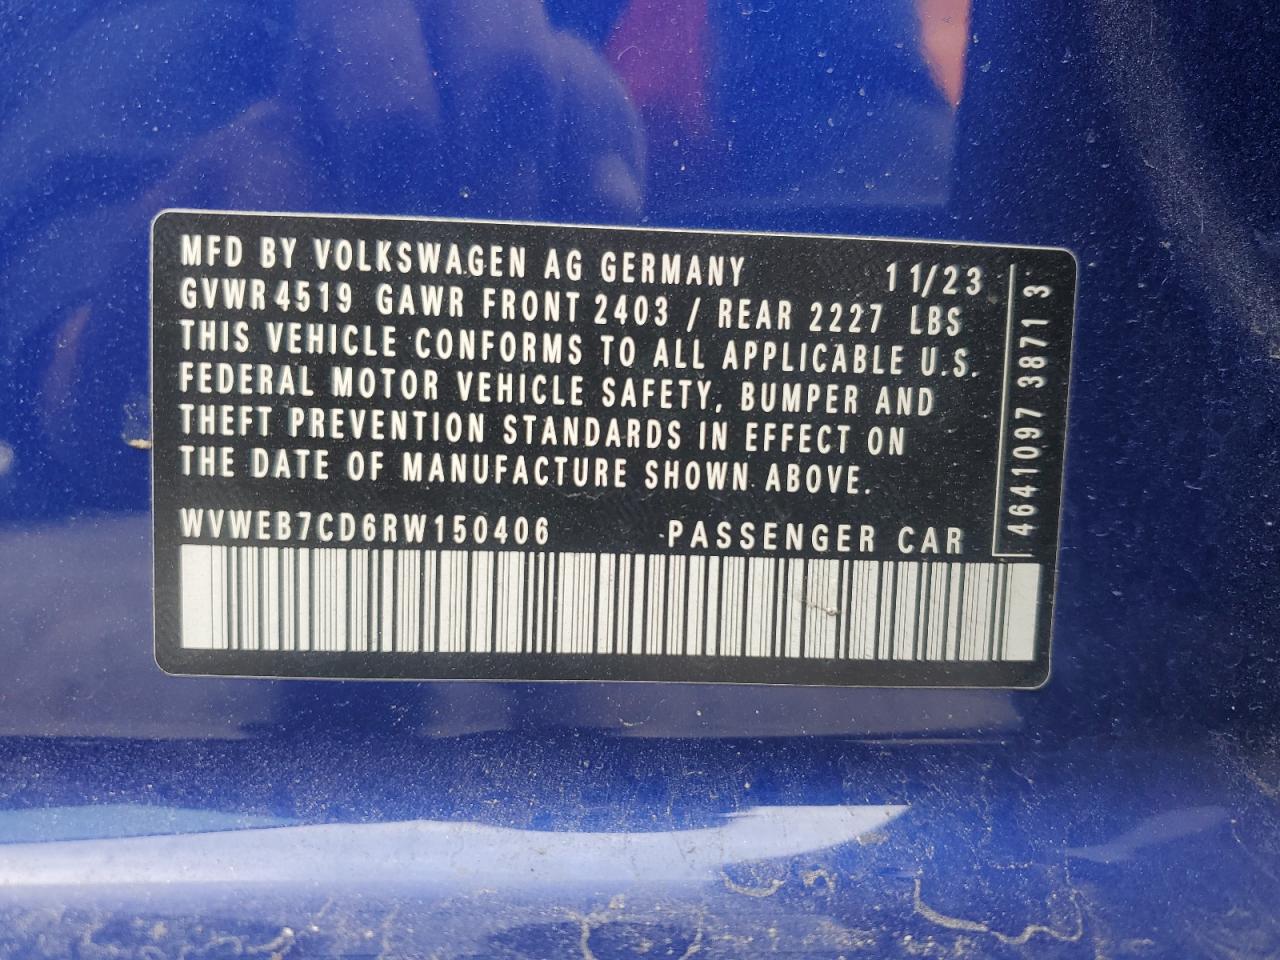 MFD BY VOLKSWAGEN AG GERMANY 11/23
GVWR 4519 GAWR FRONT 2403 / REAR 2227 LBS
THIS VEHICLE CONFORMS TO ALL APPLICABLE U.S.
FEDERAL MOTOR VEHICLE SAFETY, BUMPER AND
THEFT PREVENTION STANDARDS IN EFFECT ON
THE DATE OF MANUFACTURE SHOWN ABOVE.
WVWEB7CD6RW150406 PASSENGER CAR
4641097 3871 3